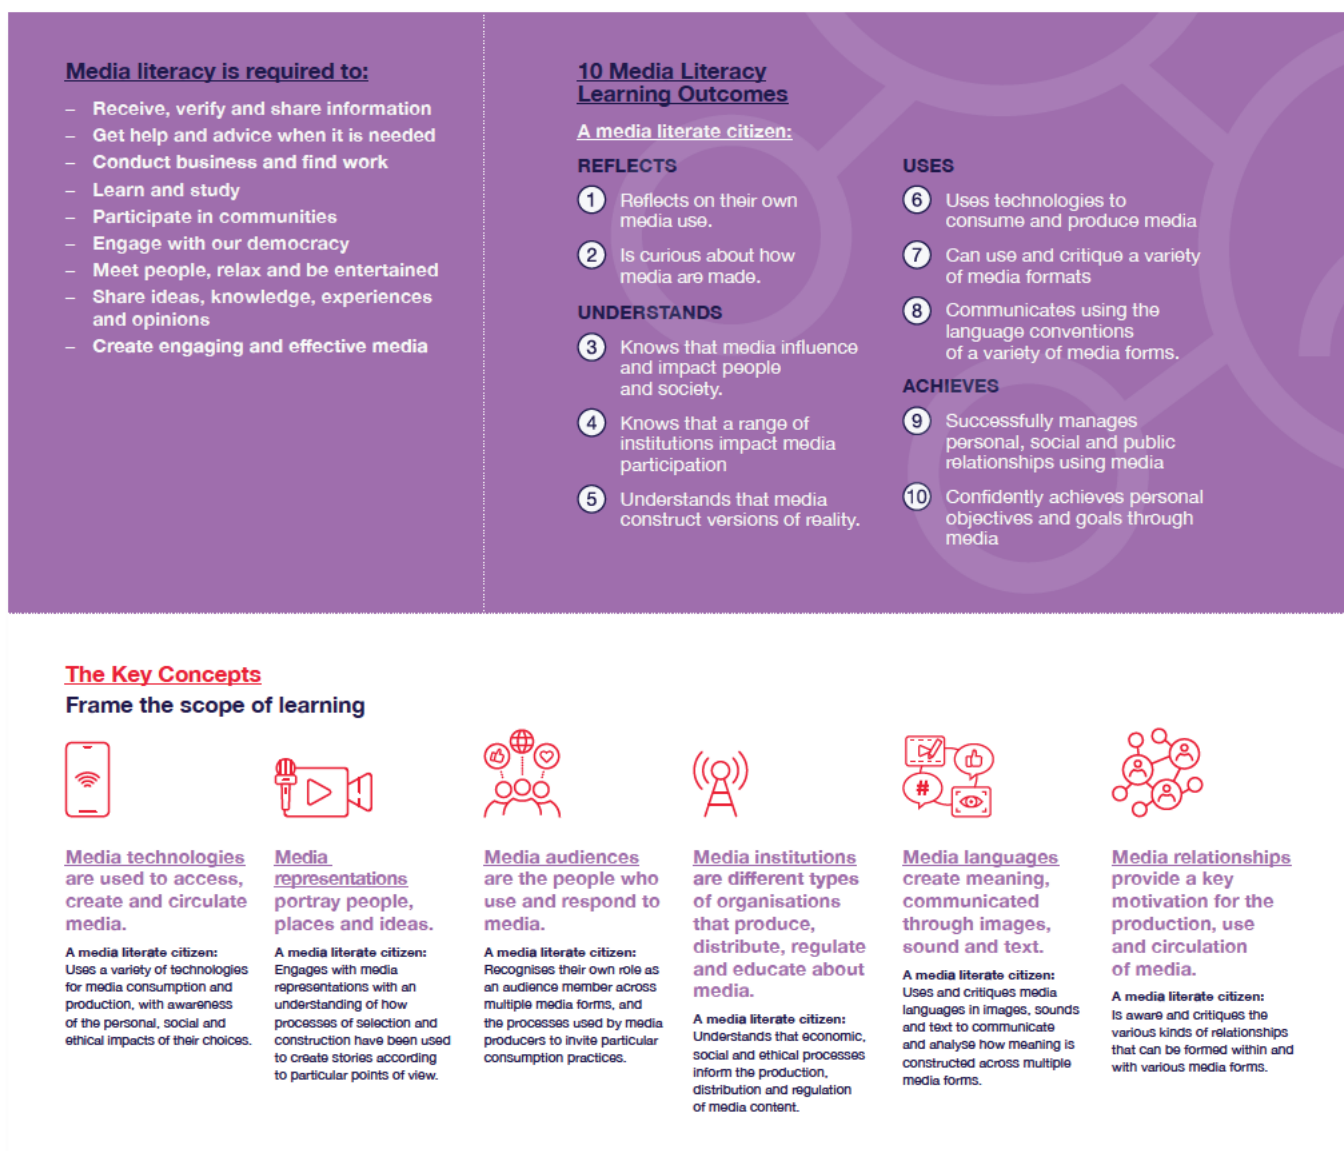 Media literacy is required to:
– Receive, verify and share information
– Get help and advice when it is needed
– Conduct business and find work
– Learn and study
– Participate in communities
– Engage with our democracy
– Meet people, relax and be entertained
– Share ideas, knowledge, experiences
and opinions
– Create engaging and effective media
10 Media Literacy
Learning Outcomes
A media literate citizen:
REFLECTS
1 Reflects on their own
media use.
2 Is curious about how
media are made.
UNDERSTANDS
3 Knows that media influence
and impact people
and society.
4 Knows that a range of
institutions impact media
participation
5 Understands that media
construct versions of reality.
USES
6 Uses technologies to
consume and produce media
7 Can use and critique a variety
of media formats
8 Communicates using the
language conventions
of a variety of media forms.
ACHIEVES
9 Successfully manages
personal, social and public
relationships using media
10 Confidently achieves personal
objectives and goals through
media
The Key Concepts
Frame the scope of learning
#
Media technologies
are used to access,
create and circulate
media.
A media literate citizen:
Uses a variety of technologies
for media consumption and
production, with awareness
of the personal, social and
ethical impacts of their choices.
Media
representations
portray people,
places and ideas.
A media literate citizen:
Engages with media
representations with an
understanding of how
processes of selection and
construction have been used
to create stories according
to particular points of view.
Media audiences
are the people who
use and respond to
media.
A media literate citizen:
Recognises their own role as
an audience member across
multiple media forms, and
the processes used by media
producers to invite particular
consumption practices.
Media institutions
are different types
of organisations
that produce,
distribute, regulate
and educate about
media.
A media literate citizen:
Understands that economic,
social and ethical processes
inform the production,
distribution and regulation
of media content.
Media languages
create meaning,
communicated
through images,
sound and text.
A media literate citizen:
Uses and critiques media
languages in images, sounds
and text to communicate
and analyse how meaning is
constructed across multiple
media forms.
Media relationships
provide a key
motivation for the
production, use
and circulation
of media.
A media literate citizen:
Is aware and critiques the
various kinds of relationships
that can be formed within and
with various media forms.